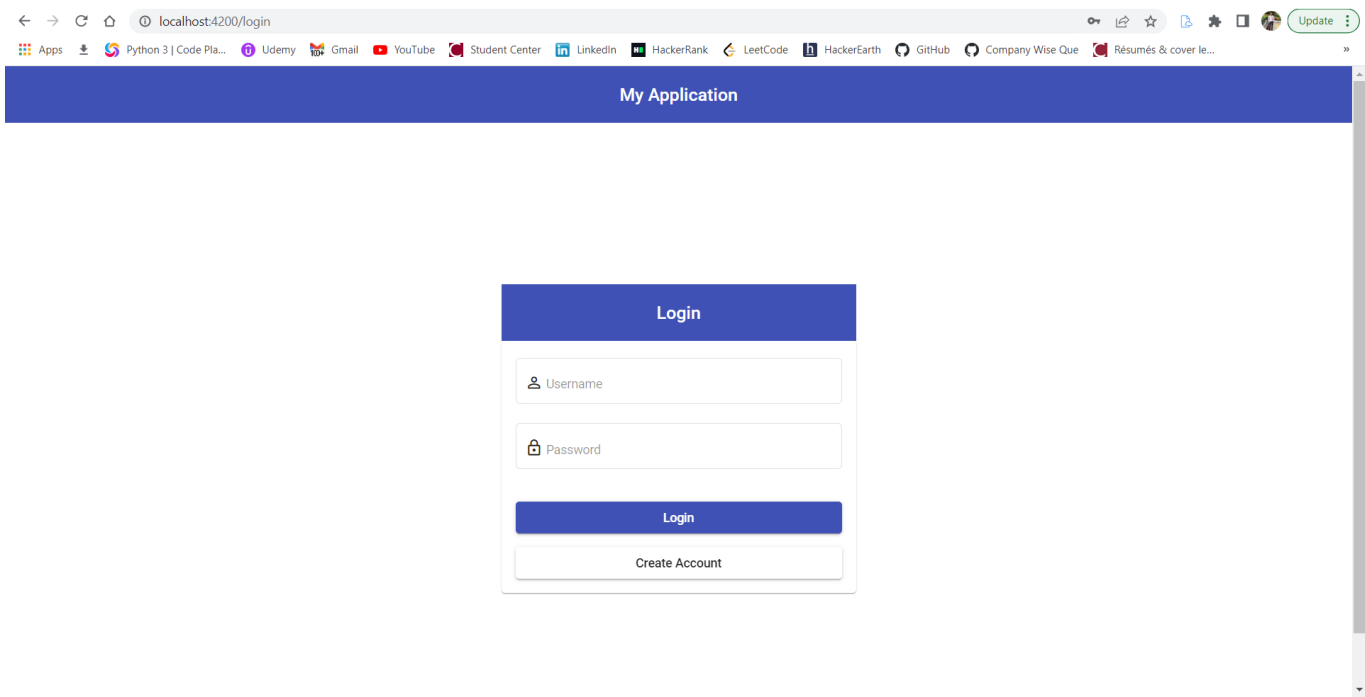 localhost:4200/login
Update
Apps Python 3 | Code Pla... Udemy Gmail YouTube Student Center LinkedIn HackerRank LeetCode HackerEarth GitHub Company Wise Que Résumés & cover le... »
My Application
Login
Username
Password
Login
Create Account